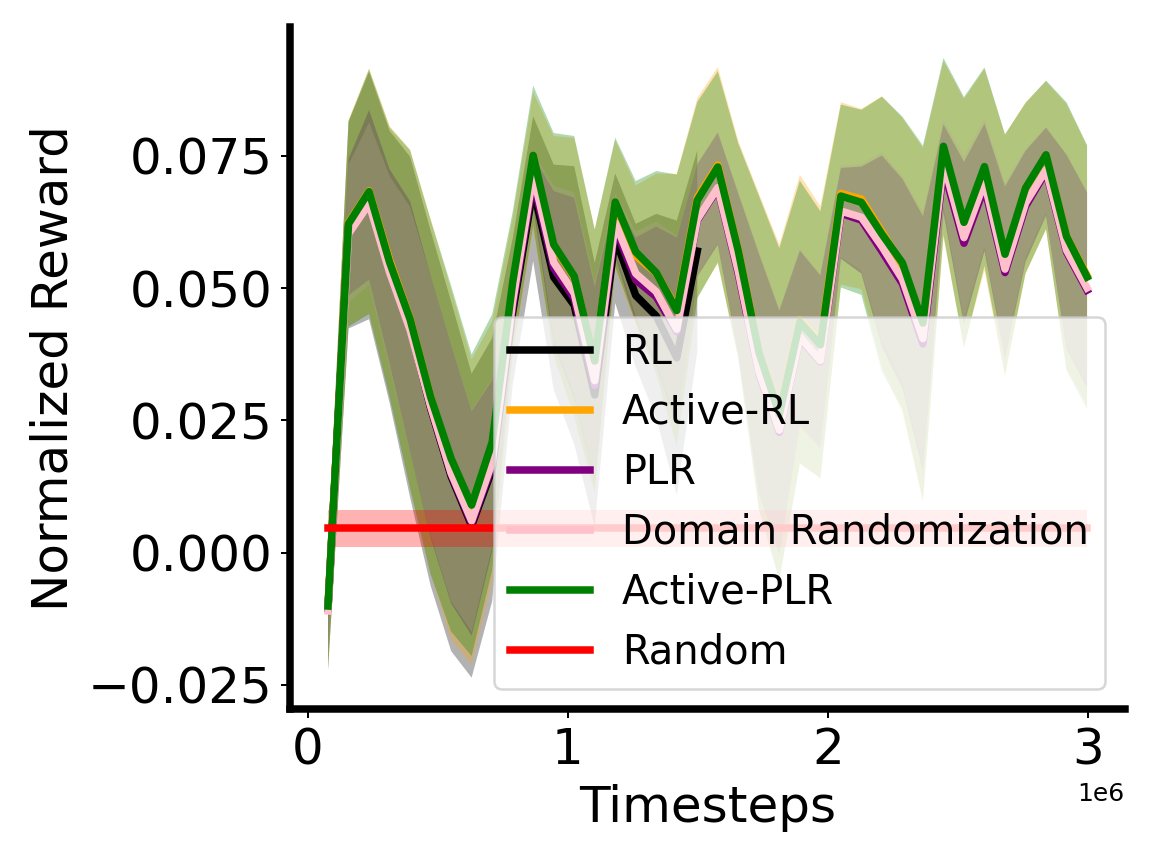 Normalized Reward
0.075
0.050
0.025
0.000
−0.025
RL
Active-RL
PLR
Domain Randomization
Active-PLR
Random
0
1
2
3
1e6
Timesteps